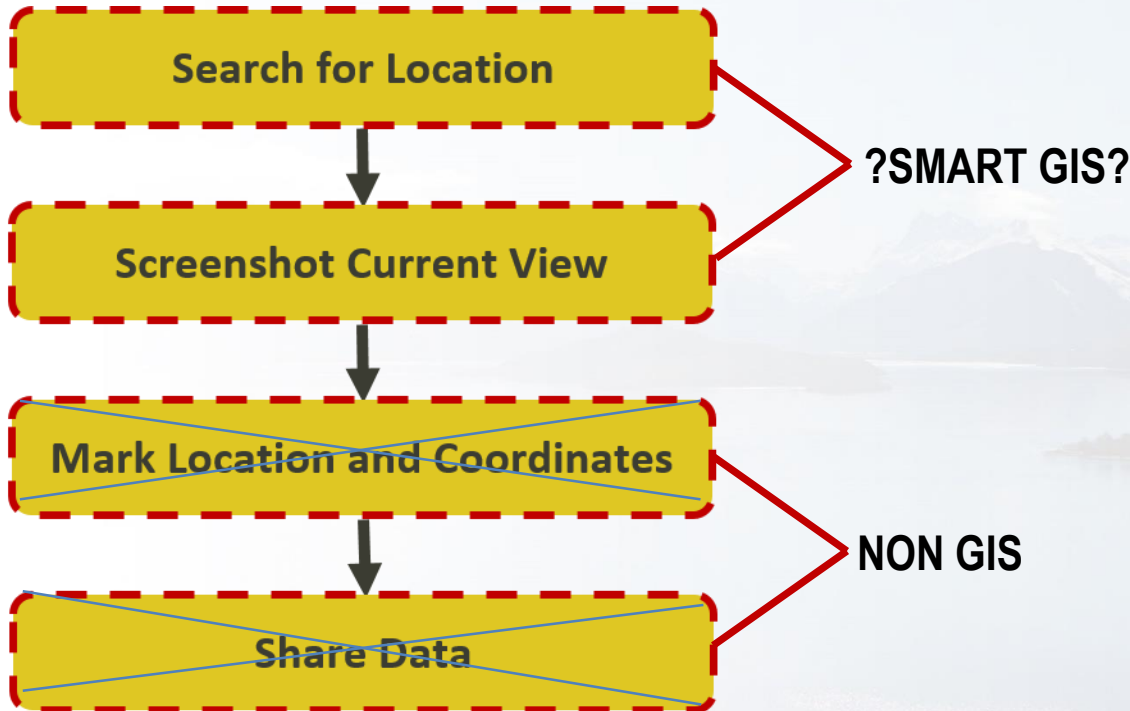 Search for Location
?SMART GIS?
Screenshot Current View
Mark Location and Coordinates
NON GIS
Share Data